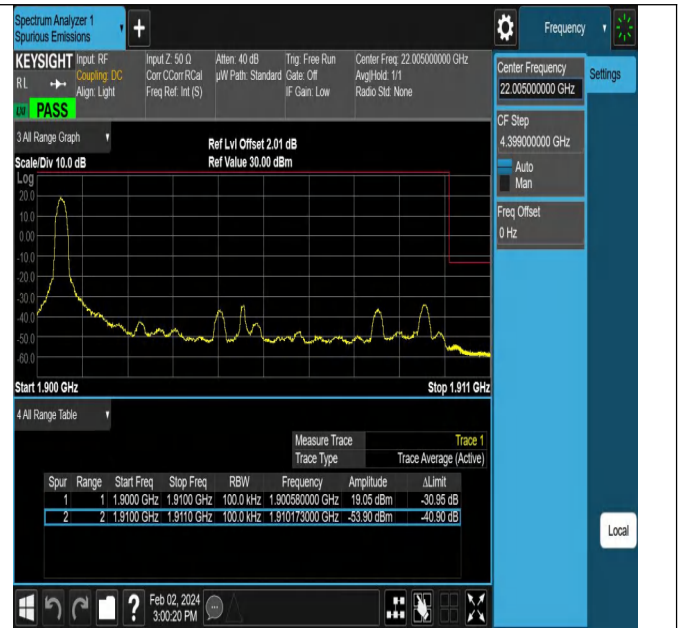 Spectrum Analyzer 1
Spurious Emissions
Frequency
KEYSIGHT
Input: RF
Coupling: DC
Align: Light
Input Z: 50 Ω
Corr CCorr RCal
Freq Ref: Int (S)
Atten: 40 dB
µW Path: Standard
Trig: Free Run
Gate: Off
IF Gain: Low
Center Freq: 22.005000000 GHz
Avg|Hold: 1/1
Radio Std: None
RL
PASS
Center Frequency
22.005000000 GHz
Settings
CF Step
4.399000000 GHz
Auto
Man
Freq Offset
0 Hz
3 All Range Graph
Ref Lvl Offset 2.01 dB
Scale/Div 10.0 dB
Ref Value 30.00 dBm
Log
20.0
10.0
0.00
-10.0
-20.0
-30.0
-40.0
-50.0
-60.0
Start 1.900 GHz
Stop 1.911 GHz
4 All Range Table
Measure Trace Trace 1
Trace Type Trace Average (Active)
Spur Range Start Freq Stop Freq RBW Frequency Amplitude ΔLimit
1 1 1.9000 GHz 1.9100 GHz 100.0 kHz 1.900580000 GHz 19.05 dBm -30.95 dB
2 2 1.9100 GHz 1.9110 GHz 100.0 kHz 1.910173000 GHz -53.90 dBm -40.90 dB
Local
Feb 02, 2024
3:00:20 PM